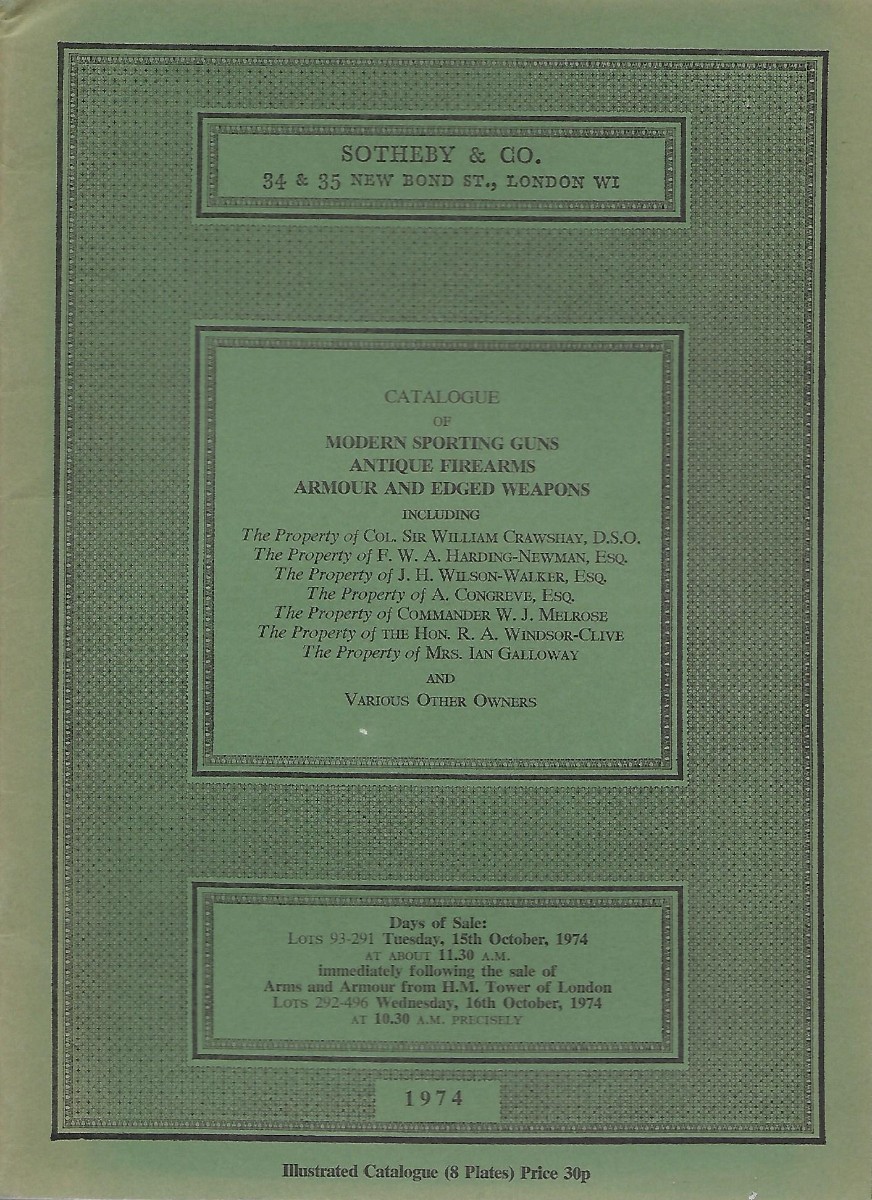 SOTHEBY & CO.
34 & 35 NEW BOND ST., LONDON W1
CATALOGUE
OF
MODERN SPORTING GUNS
ANTIQUE FIREARMS
ARMOUR AND EDGED WEAPONS
INCLUDING
The Property of COL. SIR WILLIAM CRAWSHAY, D.S.O.
The Property of F. W. A. HARDING-NEWMAN, ESQ.
The Property of J. H. WILSON-WALKER, ESQ.
The Property of A. CONGREVE, ESQ.
The Property of COMMANDER W. J. MELROSE
The Property of THE HON. R. A. WINDSOR-CLIVE
The Property of MRS. IAN GALLOWAY
AND
VARIOUS OTHER OWNERS
Days of Sale:
LOTS 93-291 Tuesday, 15th October, 1974
AT ABOUT 11.30 A.M.
immediately following the sale of
Arms and Armour from H.M. Tower of London
LOTS 292-496 Wednesday, 16th October, 1974
AT 10.30 A.M. PRECISELY
1974
Illustrated Catalogue (8 Plates) Price 30p